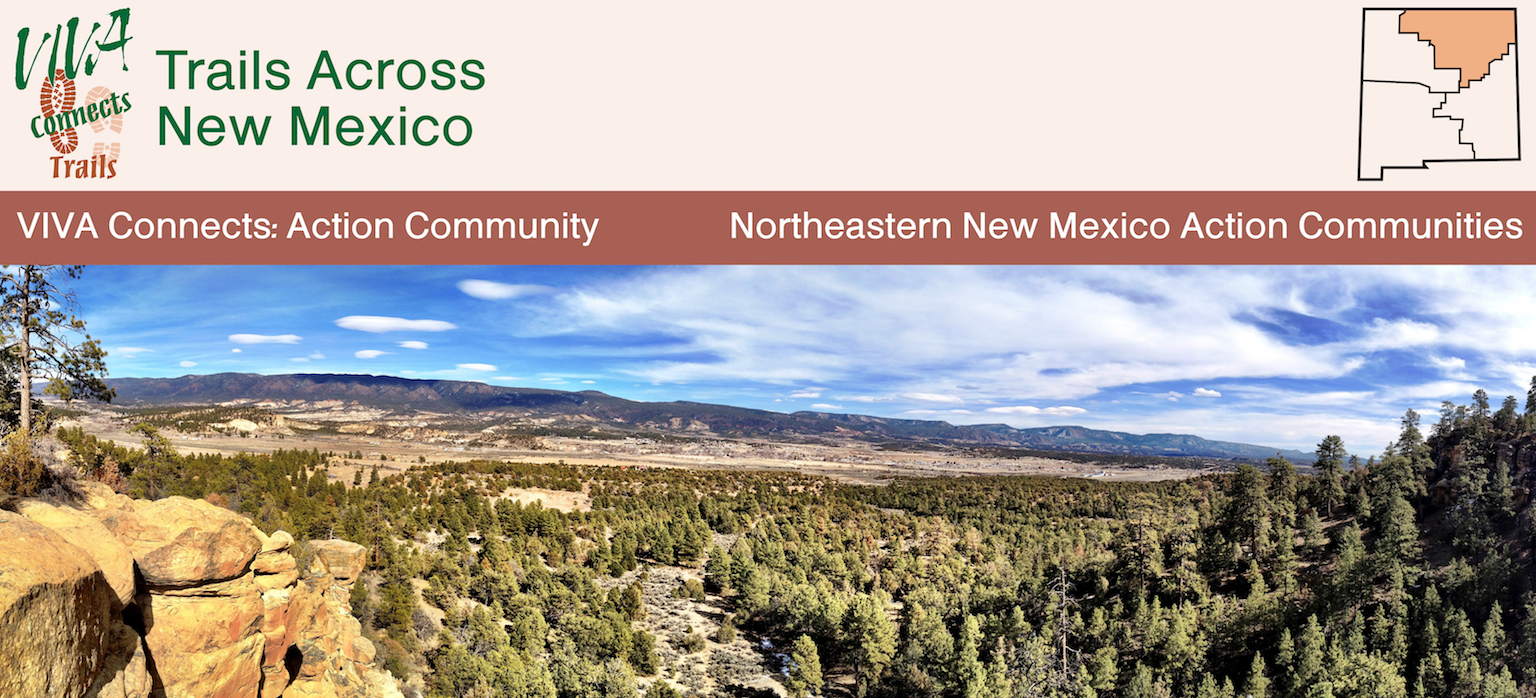 VIVA
connects
Trails
Trails Across
New Mexico
VIVA Connects: Action Community
Northeastern New Mexico Action Communities